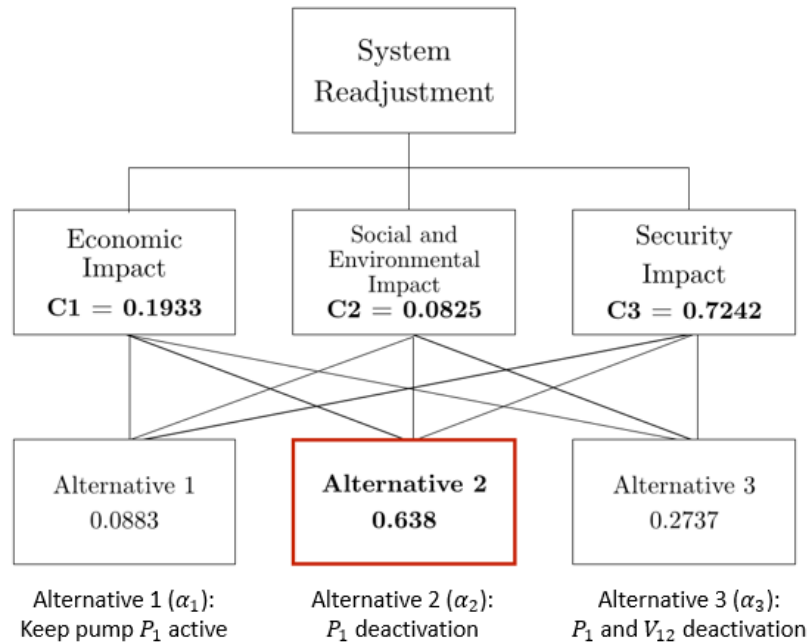 System
Readjustment
Economic
Impact
C1 = 0.1933
Social and
Environmental
Impact
C2 = 0.0825
Security
Impact
C3 = 0.7242
Alternative 1
0.0883
Alternative 2
0.638
Alternative 3
0.2737
Alternative 1 (α₁):
Keep pump P₁ active
Alternative 2 (α₂):
P₁ deactivation
Alternative 3 (α₃):
P₁ and V₁₂ deactivation